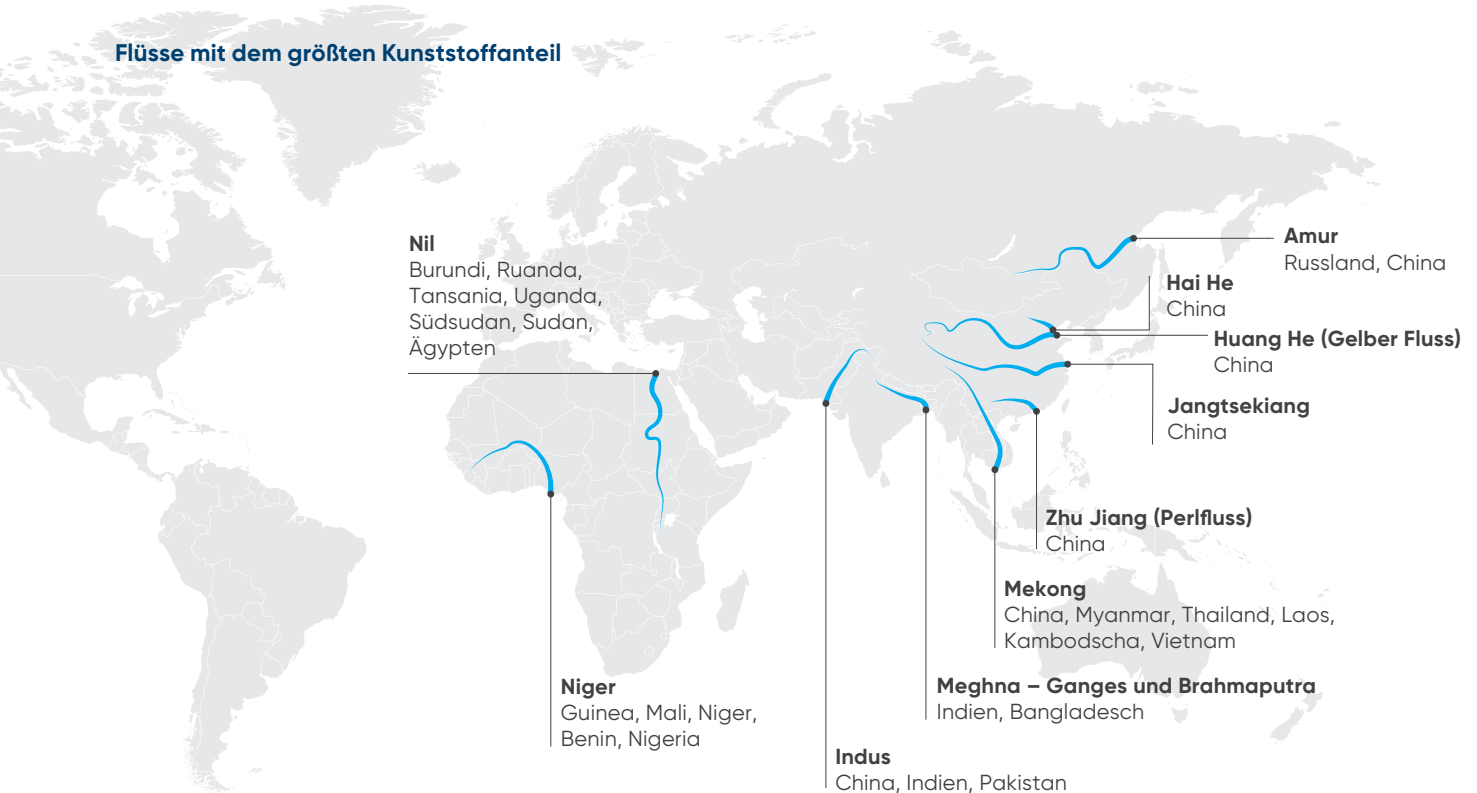 Flüsse mit dem größten Kunststoffanteil
Nil
Burundi, Ruanda,
Tansania, Uganda,
Südsudan, Sudan,
Ägypten
Amur
Russland, China
Hai He
China
Huang He (Gelber Fluss)
China
Jangtsekiang
China
Zhu Jiang (Perlfluss)
China
Mekong
China, Myanmar, Thailand, Laos,
Kambodscha, Vietnam
Meghna – Ganges und Brahmaputra
Indien, Bangladesch
Niger
Guinea, Mali, Niger,
Benin, Nigeria
Indus
China, Indien, Pakistan